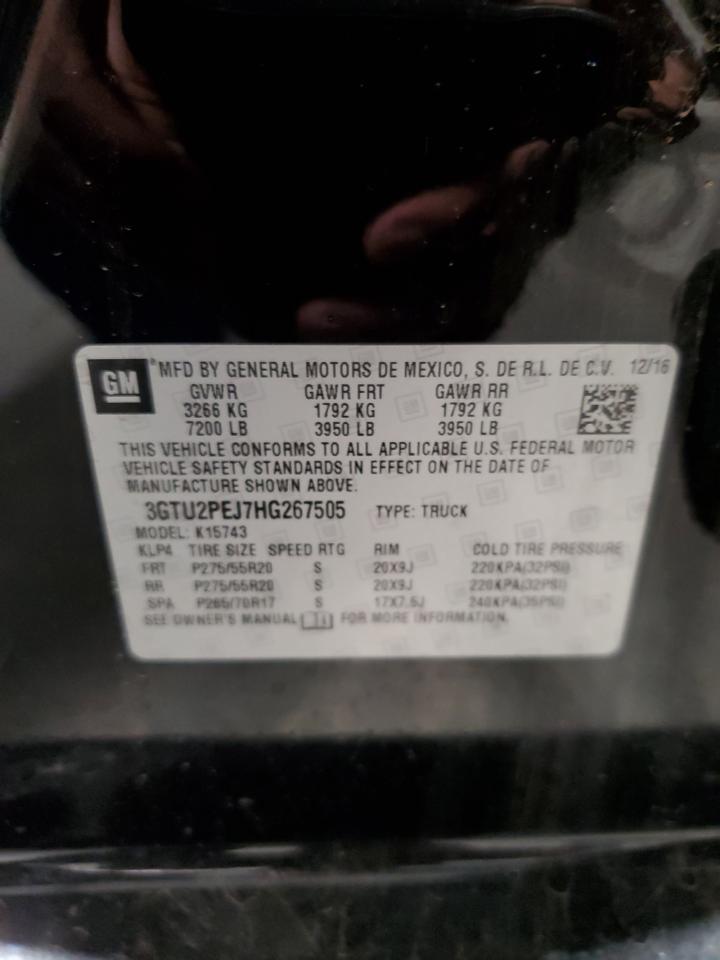 GM
MFD BY GENERAL MOTORS DE MEXICO, S. DE R.L. DE C.V. 12/16
GVWR GAWR FRT GAWR RR
3266 KG 1792 KG 1792 KG
7200 LB 3950 LB 3950 LB
THIS VEHICLE CONFORMS TO ALL APPLICABLE U.S. FEDERAL MOTOR
VEHICLE SAFETY STANDARDS IN EFFECT ON THE DATE OF
MANUFACTURE SHOWN ABOVE.
3GTU2PEJ7HG267505 TYPE: TRUCK
MODEL: K15743
KLP4 TIRE SIZE SPEED RTG RIM COLD TIRE PRESSURE
FRT P275/55R20 S 20X9J 220KPA(32PSI)
RR P275/55R20 S 20X9J 220KPA(32PSI)
SPA P265/70R17 S 17X7.5J 240KPA(35PSI)
SEE OWNER'S MANUAL FOR MORE INFORMATION.